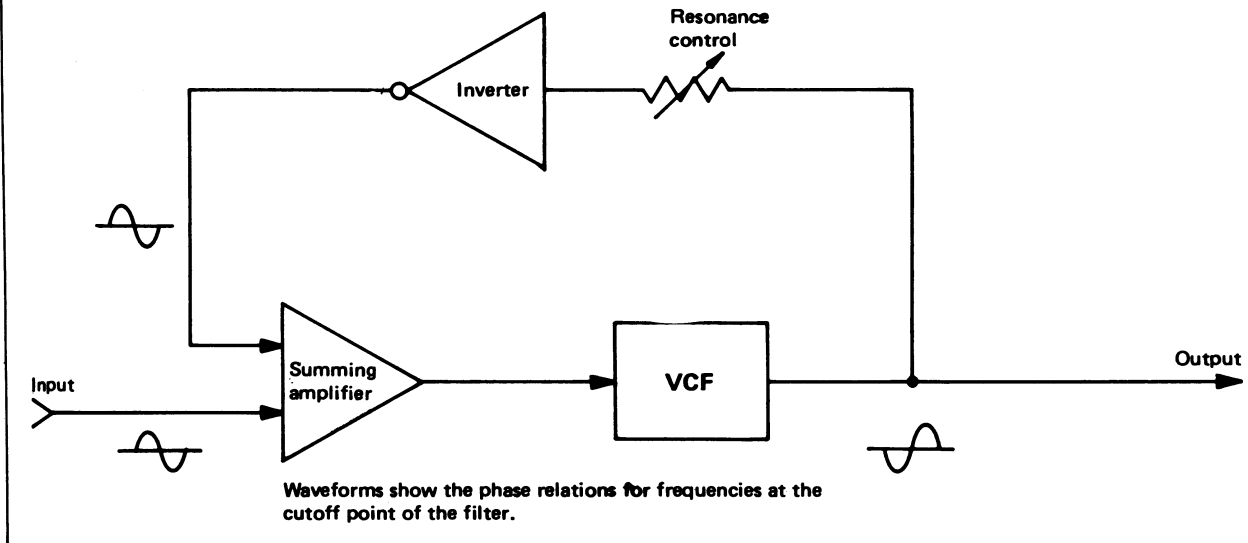 Resonance
control
Inverter
Summing
amplifier
VCF
Input
Output
Waveforms show the phase relations for frequencies at the
cutoff point of the filter.